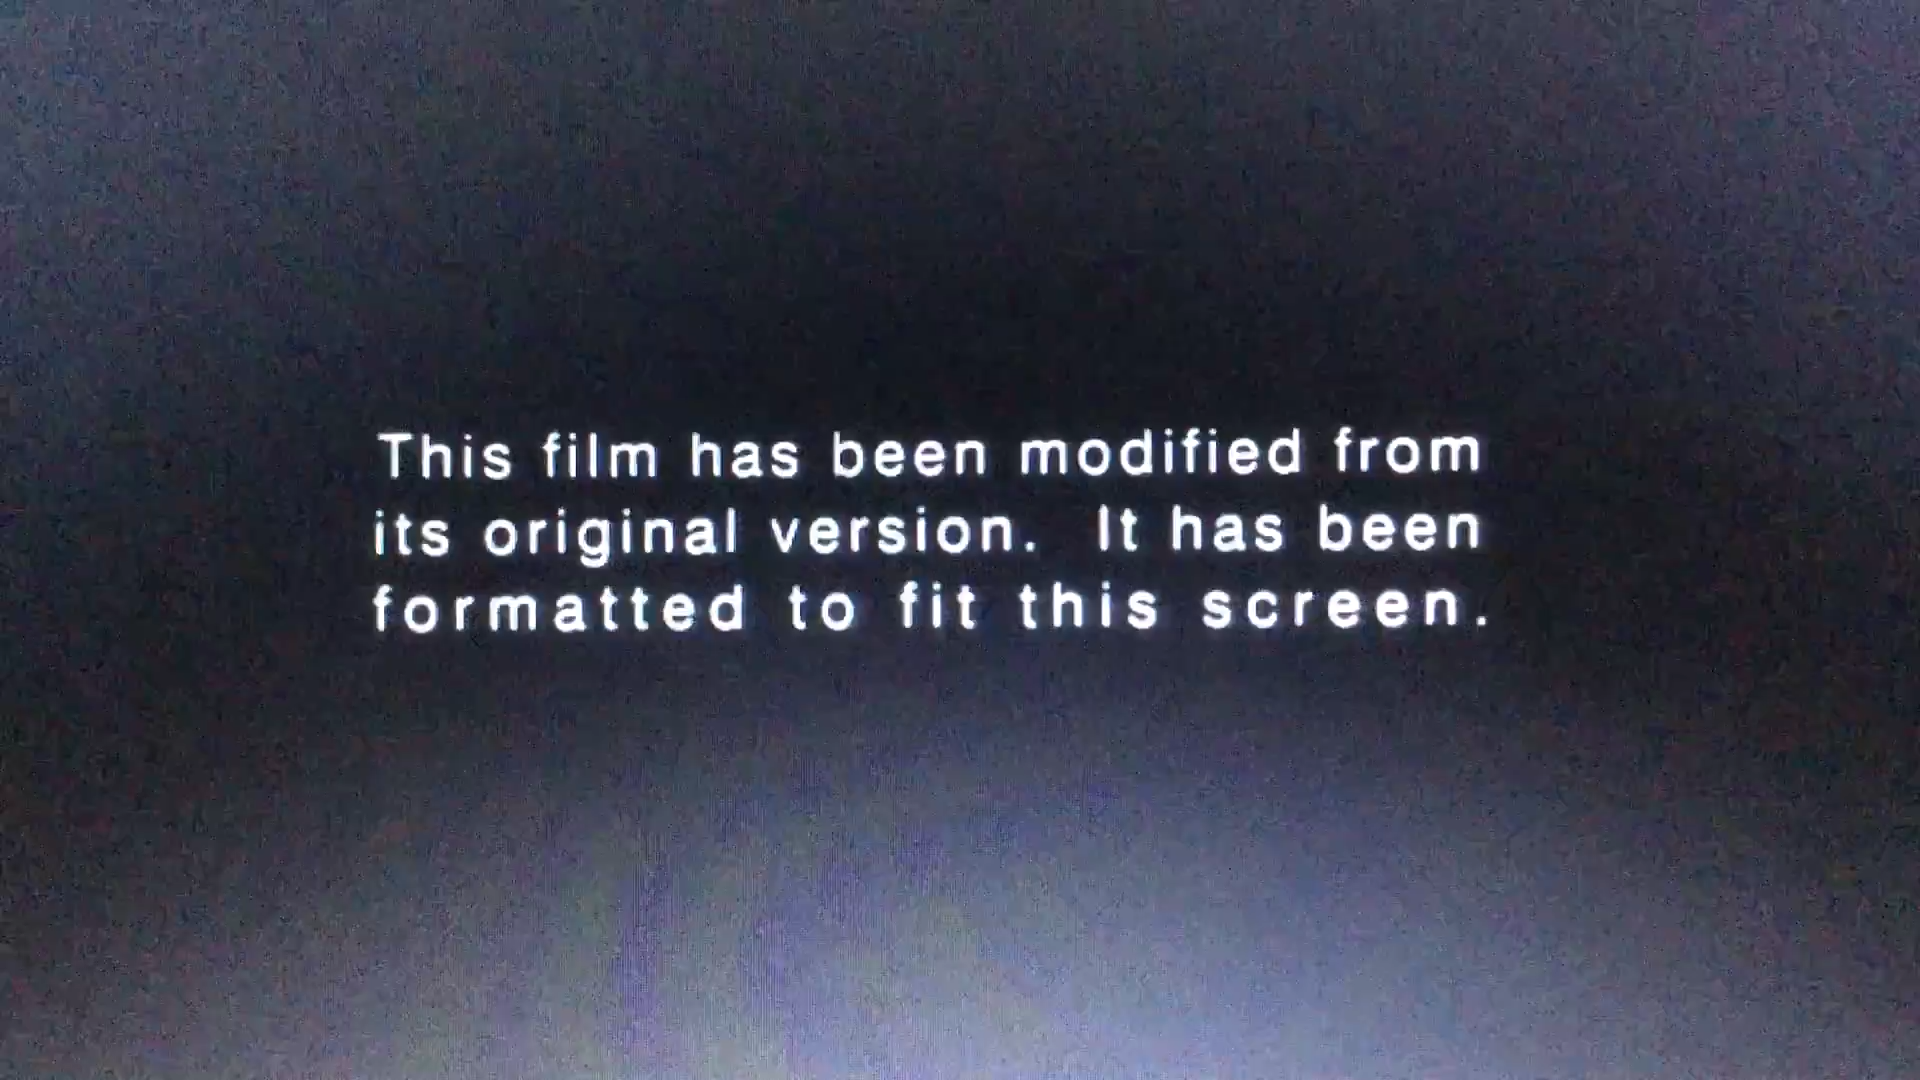 This film has been modified from
its original version. It has been
formatted to fit this screen.